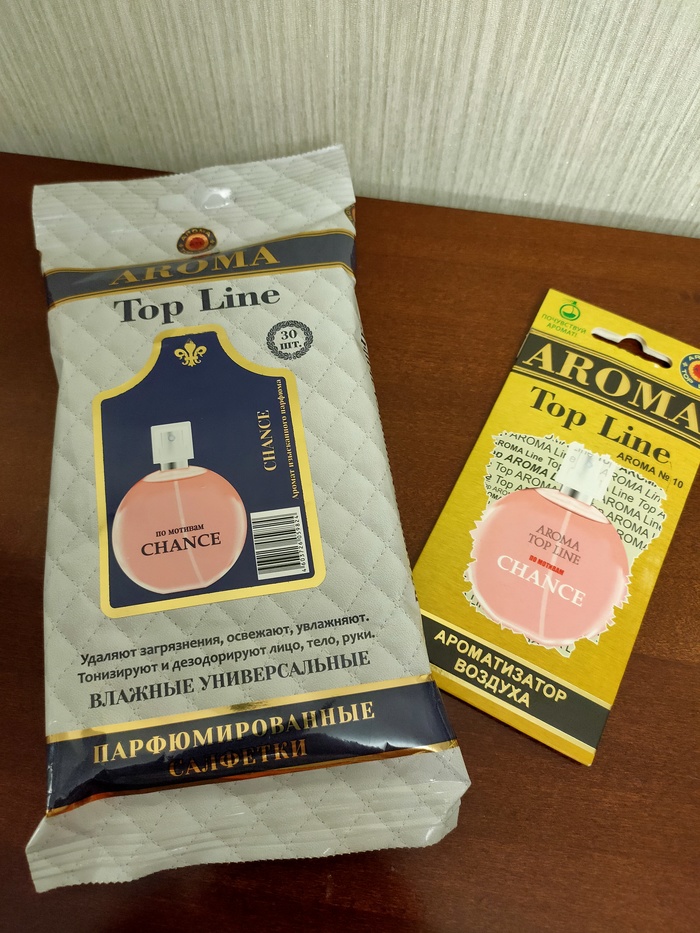 AROMA
Top Line
30
шт.
CHANCE
Аромат изысканного парфюма
по мотивам
CHANCE
Удаляют загрязнения, освежают, увлажняют.
Тонизируют и дезодорируют лицо, тело, руки.
ВЛАЖНЫЕ УНИВЕРСАЛЬНЫЕ
ПАРФЮМИРОВАННЫЕ
САЛФЕТКИ
ПОЧУВСТВУЙ
АРОМАТ!
AROMA
Top Line
AROMA № 10
AROMA
TOP LINE
ПО МОТИВАМ
CHANCE
АРОМАТИЗАТОР
ВОЗДУХА